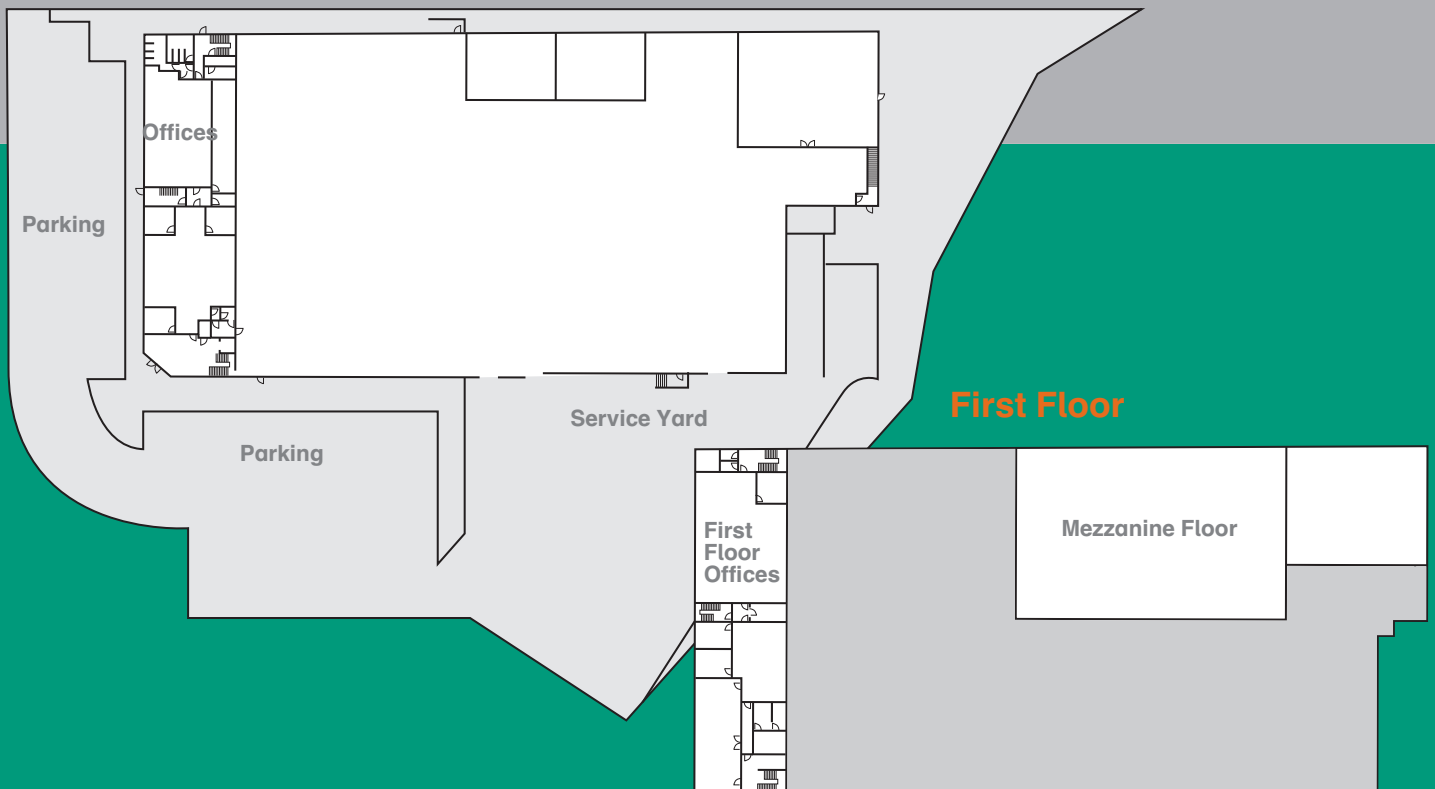 Offices
Parking
First Floor
Service Yard
Parking
Mezzanine Floor
First
Floor
Offices